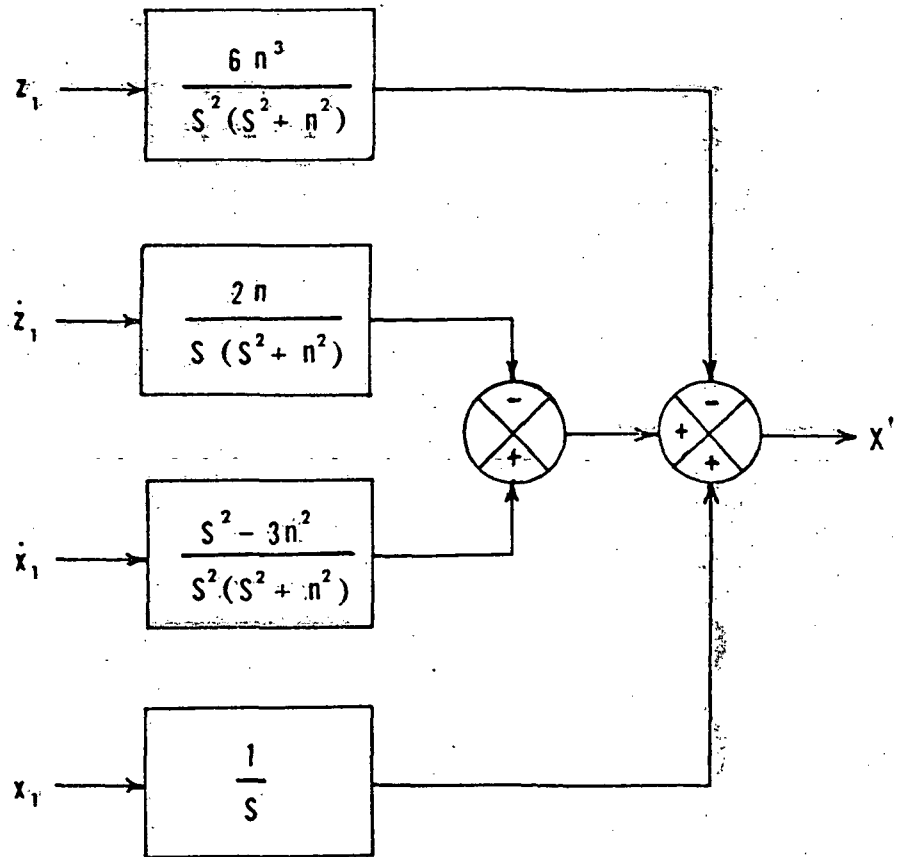 z₁
6 n³
S² (S² + n²)
ż₁
2 n
S (S² + n²)
-
+
-
+
+
X'
ẋ₁
S² - 3n²
S² (S² + n²)
x₁
1
S